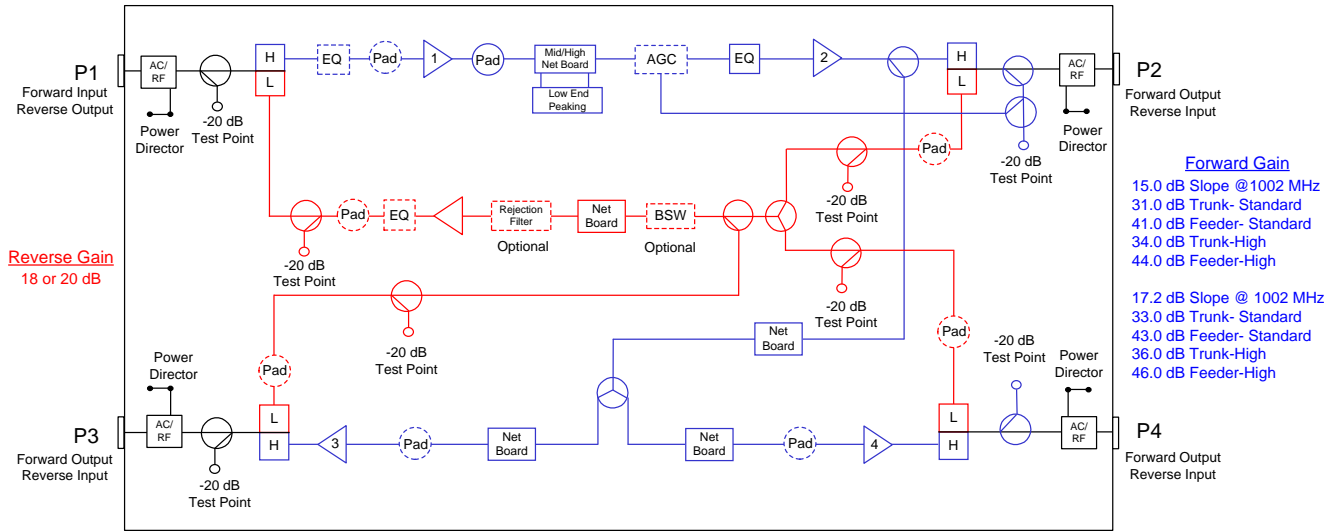 P1
Forward Input
Reverse Output
AC/
RF
Power
Director
-20 dB
Test Point
H
L
EQ
Pad
1
Pad
Mid/High
Net Board
Low End
Peaking
AGC
EQ
2
H
L
AC/
RF
P2
Forward Output
Reverse Input
Power
Director
-20 dB
Test Point
Pad
-20 dB
Test Point
-20 dB
Test Point
Pad
EQ
Rejection
Filter
Optional
Net
Board
BSW
Optional
-20 dB
Test Point
Reverse Gain
18 or 20 dB
-20 dB
Test Point
Forward Gain
15.0 dB Slope @1002 MHz
31.0 dB Trunk- Standard
41.0 dB Feeder- Standard
34.0 dB Trunk-High
44.0 dB Feeder-High
17.2 dB Slope @ 1002 MHz
33.0 dB Trunk- Standard
43.0 dB Feeder- Standard
36.0 dB Trunk-High
46.0 dB Feeder-High
Net
Board
Pad
-20 dB
Test Point
Power
Director
Power
Director
Pad
P3
Forward Output
Reverse Input
AC/
RF
-20 dB
Test Point
L
H
3
Pad
Net
Board
Net
Board
Pad
4
L
H
AC/
RF
P4
Forward Output
Reverse Input